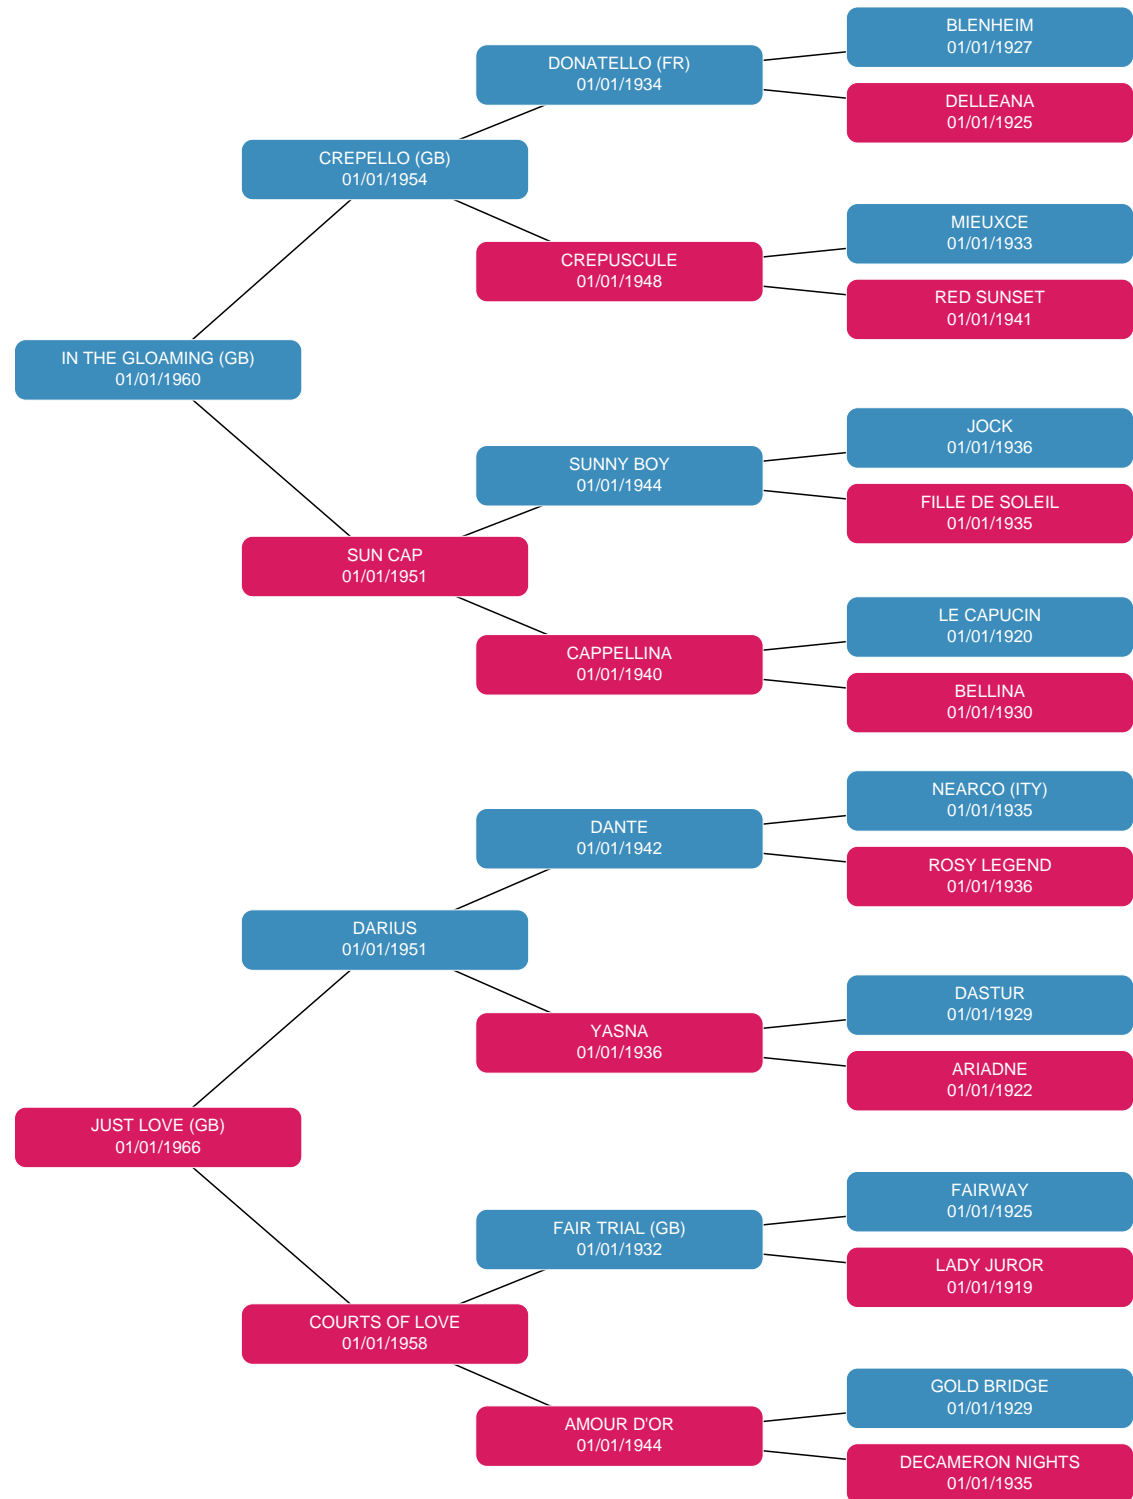 BLENHEIM
01/01/1927
DONATELLO (FR)
01/01/1934
DELLEANA
01/01/1925
CREPELLO (GB)
01/01/1954
MIEUXCE
01/01/1933
CREPUSCULE
01/01/1948
RED SUNSET
01/01/1941
IN THE GLOAMING (GB)
01/01/1960
JOCK
01/01/1936
SUNNY BOY
01/01/1944
FILLE DE SOLEIL
01/01/1935
SUN CAP
01/01/1951
LE CAPUCIN
01/01/1920
CAPPELLINA
01/01/1940
BELLINA
01/01/1930
NEARCO (ITY)
01/01/1935
DANTE
01/01/1942
ROSY LEGEND
01/01/1936
DARIUS
01/01/1951
DASTUR
01/01/1929
YASNA
01/01/1936
ARIADNE
01/01/1922
JUST LOVE (GB)
01/01/1966
FAIRWAY
01/01/1925
FAIR TRIAL (GB)
01/01/1932
LADY JUROR
01/01/1919
COURTS OF LOVE
01/01/1958
GOLD BRIDGE
01/01/1929
AMOUR D'OR
01/01/1944
DECAMERON NIGHTS
01/01/1935